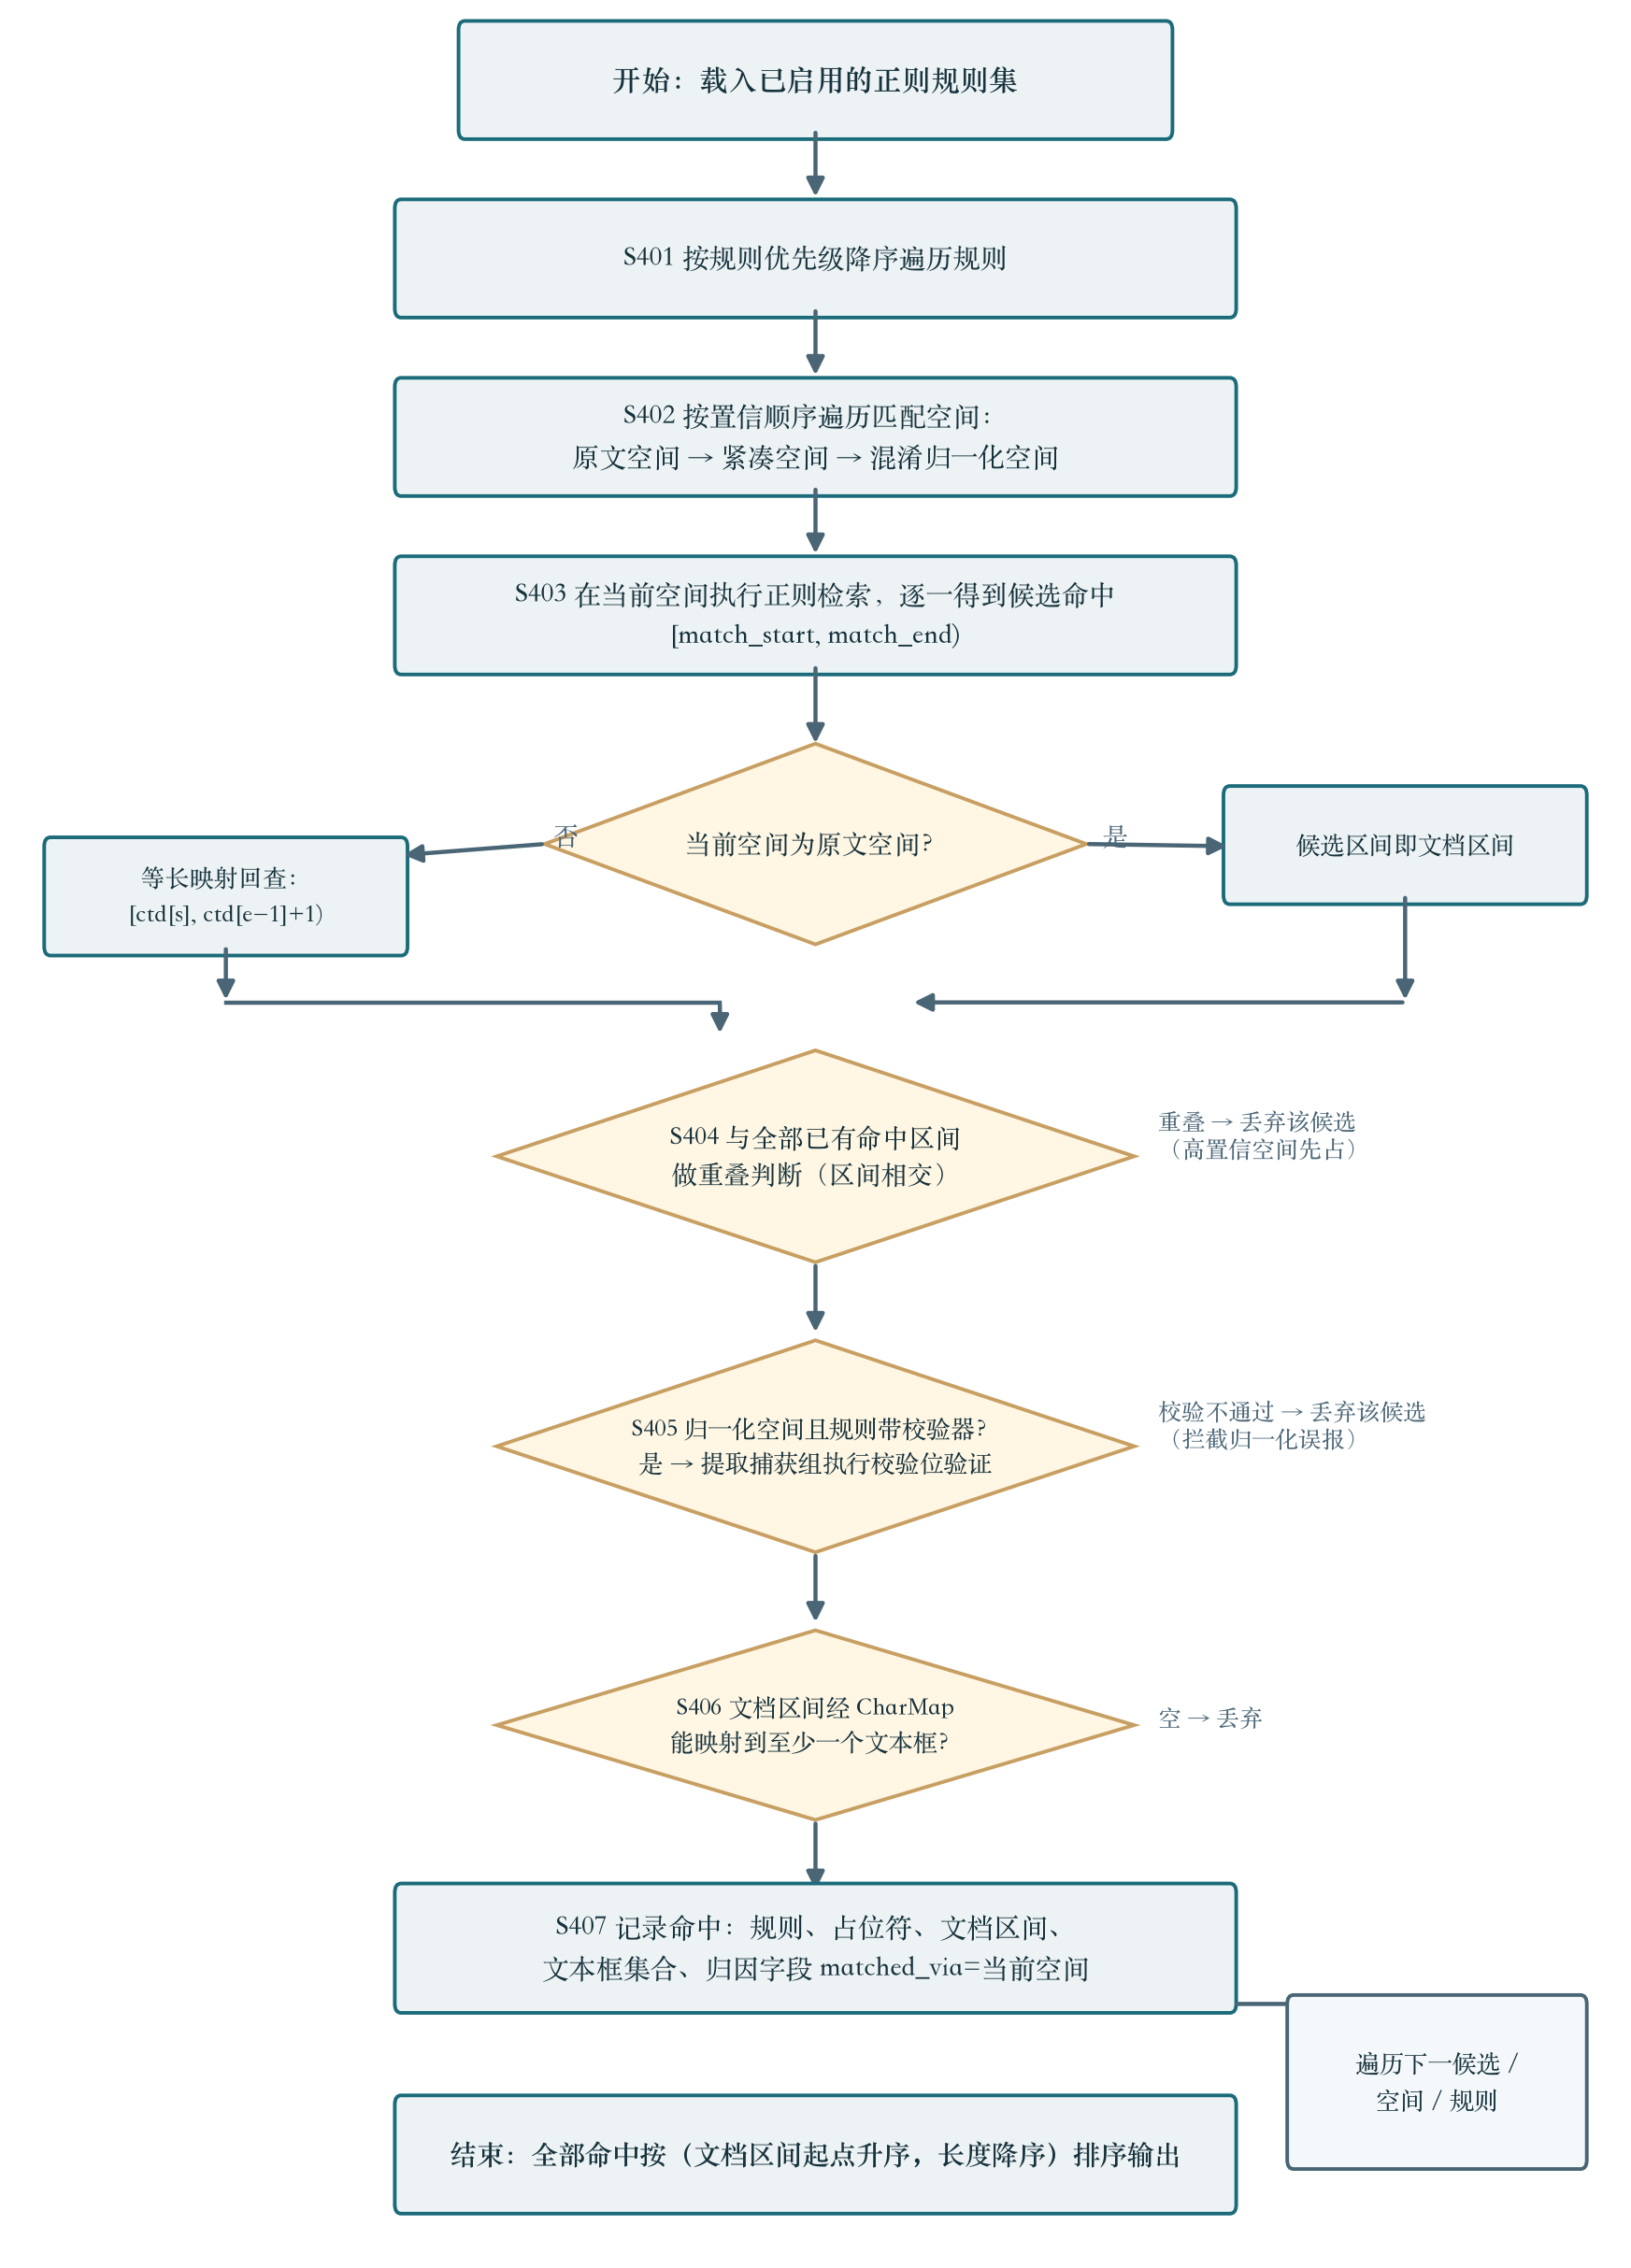 开始：载入已启用的正则规则集
S401 按规则优先级降序遍历规则
S402 按置信顺序遍历匹配空间：
原文空间 → 紧凑空间 → 混淆归一化空间
S403 在当前空间执行正则检索，逐一得到候选命中
[match_start, match_end)
当前空间为原文空间？
否
是
等长映射回查：
[ctd[s], ctd[e−1]+1)
候选区间即文档区间
S404 与全部已有命中区间
做重叠判断（区间相交）
重叠 → 丢弃该候选
（高置信空间先占）
S405 归一化空间且规则带校验器？
是 → 提取捕获组执行校验位验证
校验不通过 → 丢弃该候选
（拦截归一化误报）
S406 文档区间经 CharMap
能映射到至少一个文本框？
空 → 丢弃
S407 记录命中：规则、占位符、文档区间、
文本框集合、归因字段 matched_via=当前空间
遍历下一候选 /
空间 / 规则
结束：全部命中按（文档区间起点升序，长度降序）排序输出